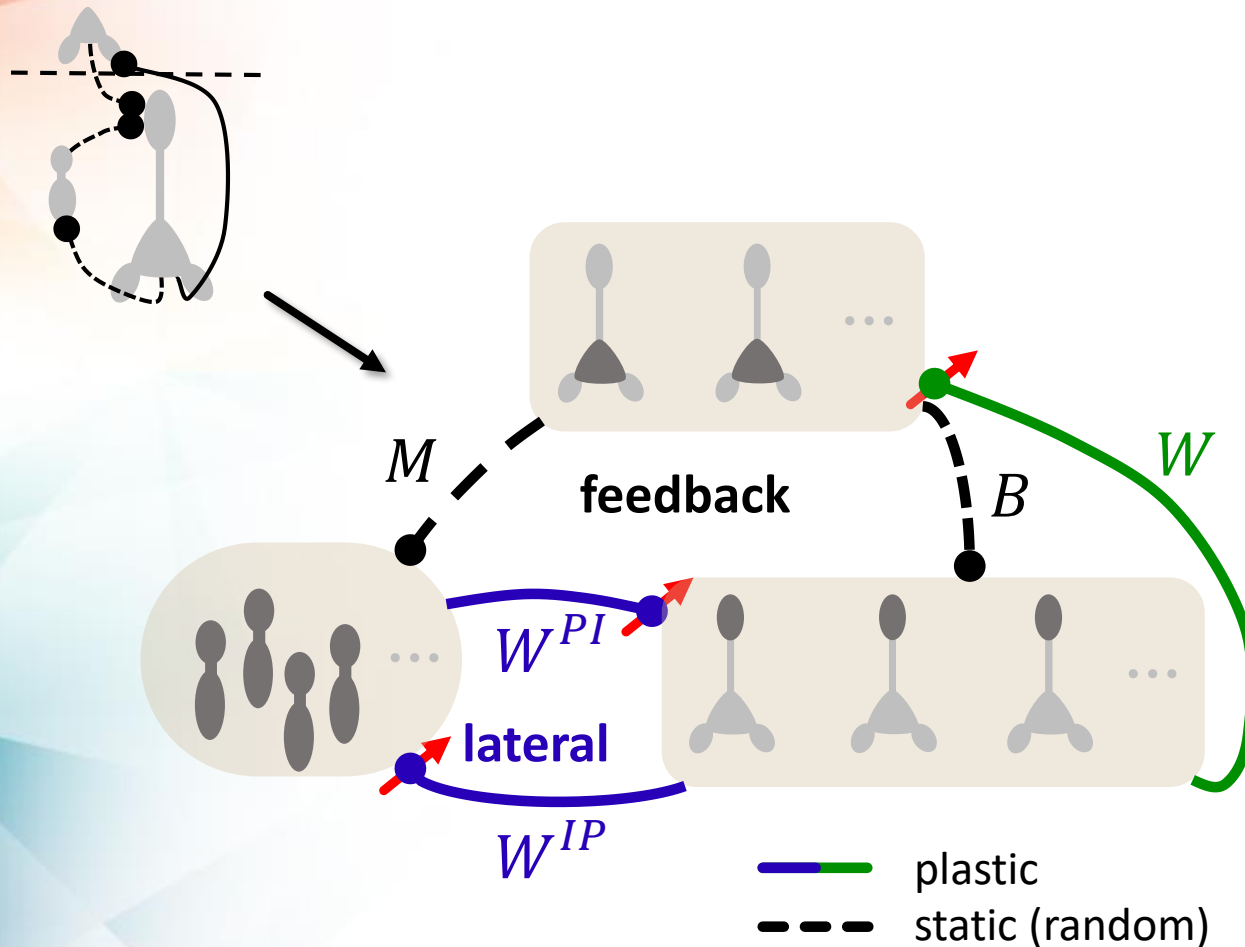 M
feedback
B
W
W^{PI}
lateral
W^{IP}
plastic
static (random)